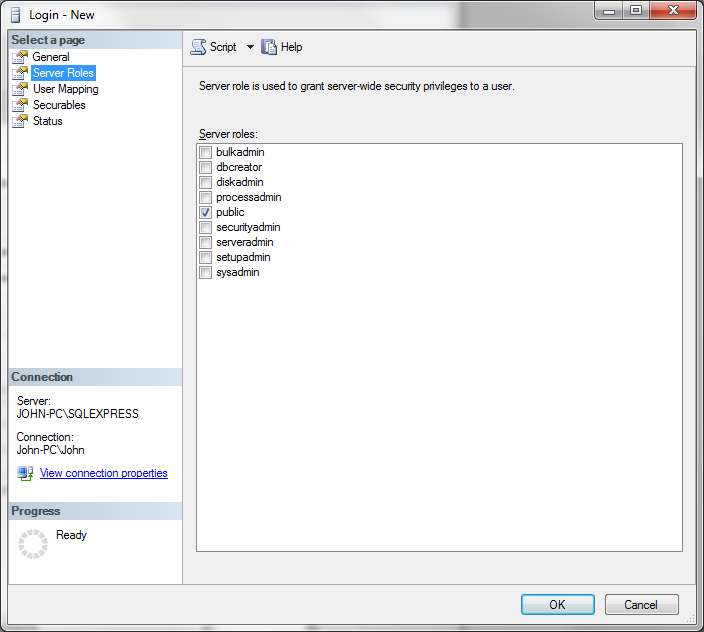 Login - New
Select a page
General
Server Roles
User Mapping
Securables
Status
Script
Help
Server role is used to grant server-wide security privileges to a user.
Server roles:
bulkadmin
dbcreator
diskadmin
processadmin
public
securityadmin
serveradmin
setupadmin
sysadmin
Connection
Server:
JOHN-PC\SQLEXPRESS
Connection:
John-PC\John
View connection properties
Progress
Ready
OK
Cancel